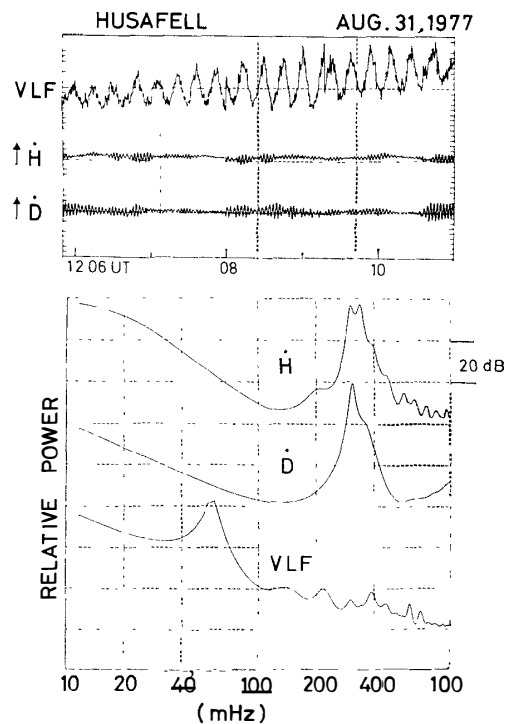 HUSAFELL AUG. 31, 1977
VLF
↑ Ḣ
↑ Ḋ
12 06 UT 08 10
Ḣ
20 dB
Ḋ
VLF
RELATIVE POWER
10 20 40 100 200 400 100
(mHz)